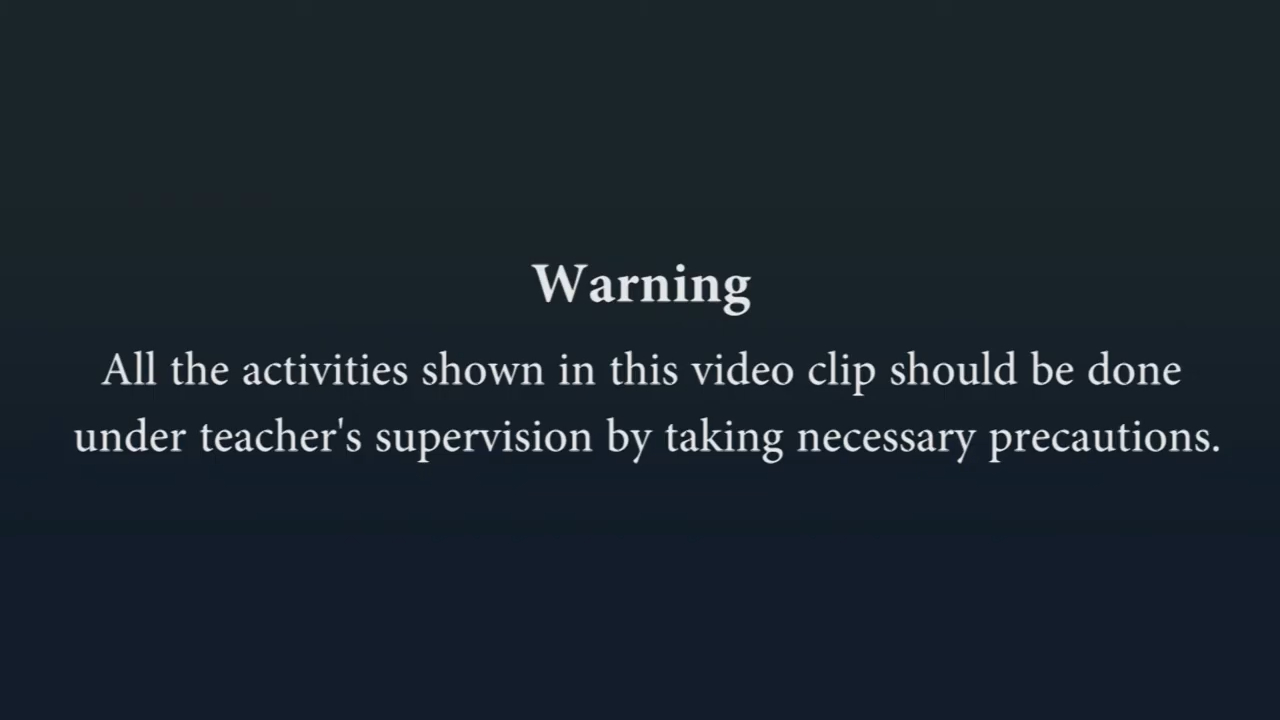 Warning
All the activities shown in this video clip should be done
under teacher's supervision by taking necessary precautions.